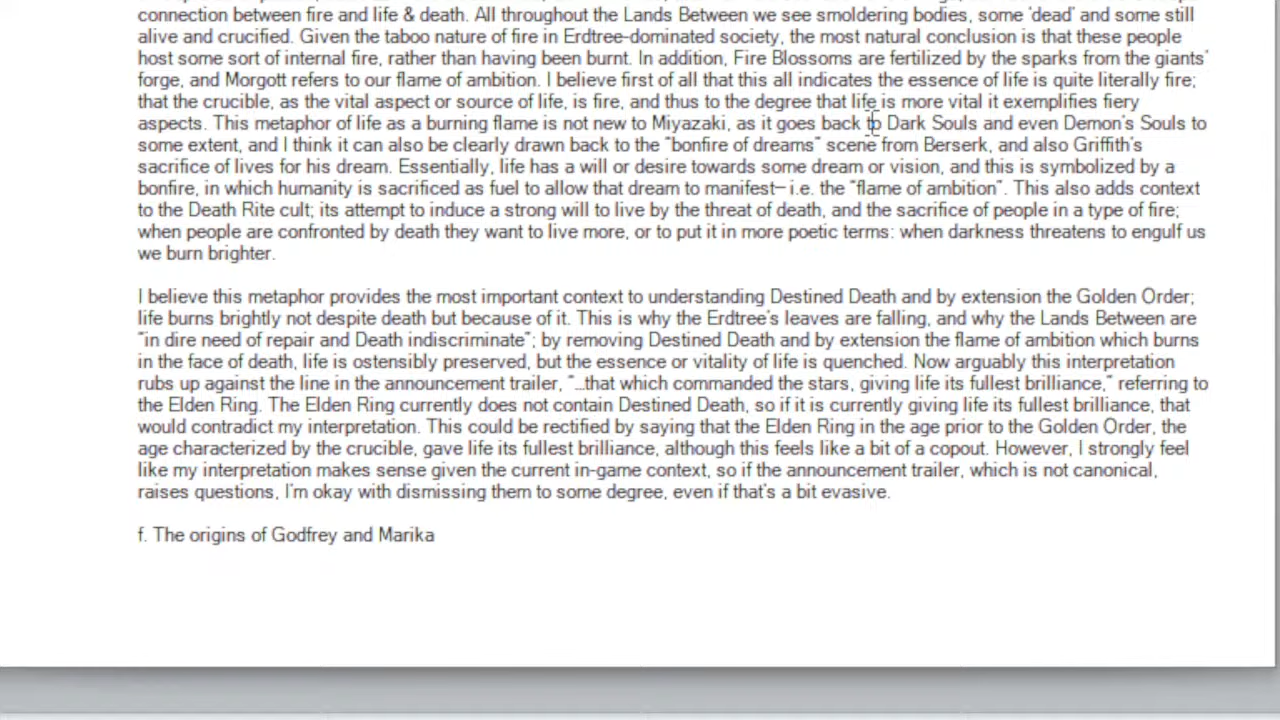 connection between fire and life & death. All throughout the Lands Between we see smoldering bodies, some 'dead' and some still
alive and crucified. Given the taboo nature of fire in Erdtree-dominated society, the most natural conclusion is that these people
host some sort of internal fire, rather than having been burnt. In addition, Fire Blossoms are fertilized by the sparks from the giants'
forge, and Morgott refers to our flame of ambition. I believe first of all that this all indicates the essence of life is quite literally fire;
that the crucible, as the vital aspect or source of life, is fire, and thus to the degree that life is more vital it exemplifies fiery
aspects. This metaphor of life as a burning flame is not new to Miyazaki, as it goes back to Dark Souls and even Demon's Souls to
some extent, and I think it can also be clearly drawn back to the "bonfire of dreams" scene from Berserk, and also Griffith's
sacrifice of lives for his dream. Essentially, life has a will or desire towards some dream or vision, and this is symbolized by a
bonfire, in which humanity is sacrificed as fuel to allow that dream to manifest—i.e. the "flame of ambition". This also adds context
to the Death Rite cult; its attempt to induce a strong will to live by the threat of death, and the sacrifice of people in a type of fire;
when people are confronted by death they want to live more, or to put it in more poetic terms: when darkness threatens to engulf us
we burn brighter.
I believe this metaphor provides the most important context to understanding Destined Death and by extension the Golden Order;
life burns brightly not despite death but because of it. This is why the Erdtree's leaves are falling, and why the Lands Between are
"in dire need of repair and Death indiscriminate"; by removing Destined Death and by extension the flame of ambition which burns
in the face of death, life is ostensibly preserved, but the essence or vitality of life is quenched. Now arguably this interpretation
rubs up against the line in the announcement trailer, "...that which commanded the stars, giving life its fullest brilliance," referring to
the Elden Ring. The Elden Ring currently does not contain Destined Death, so if it is currently giving life its fullest brilliance, that
would contradict my interpretation. This could be rectified by saying that the Elden Ring in the age prior to the Golden Order, the
age characterized by the crucible, gave life its fullest brilliance, although this feels like a bit of a copout. However, I strongly feel
like my interpretation makes sense given the current in-game context, so if the announcement trailer, which is not canonical,
raises questions, I'm okay with dismissing them to some degree, even if that's a bit evasive.
f. The origins of Godfrey and Marika